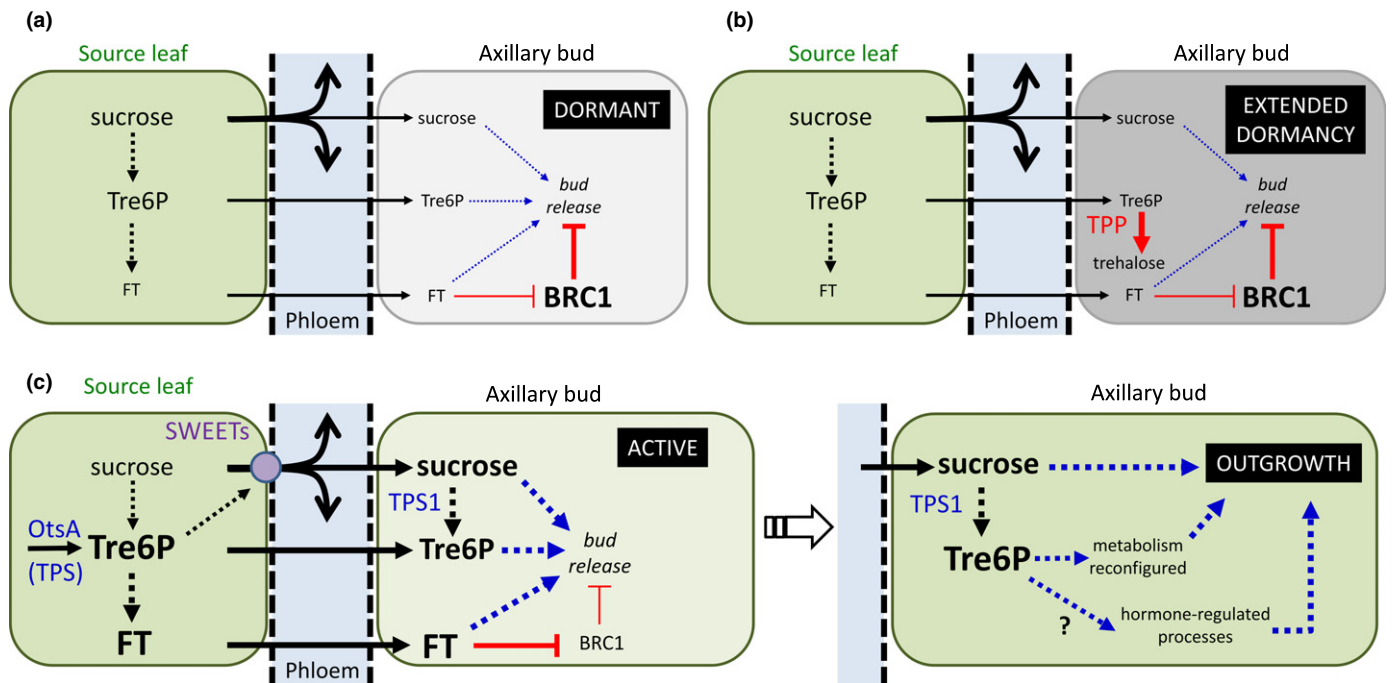 (a)
Source leaf
Axillary bud
sucrose
Tre6P
FT
Phloem
sucrose
Tre6P
FT
DORMANT
bud
release
BRC1
(b)
Source leaf
Axillary bud
sucrose
Tre6P
FT
Phloem
sucrose
Tre6P
TPP
trehalose
FT
EXTENDED
DORMANCY
bud
release
BRC1
(c)
Source leaf
Axillary bud
SWEETs
sucrose
OtsA
(TPS)
Tre6P
FT
Phloem
sucrose
TPS1
Tre6P
FT
ACTIVE
bud
release
BRC1
Axillary bud
sucrose
OUTGROWTH
TPS1
Tre6P
metabolism
reconfigured
?
hormone-regulated
processes